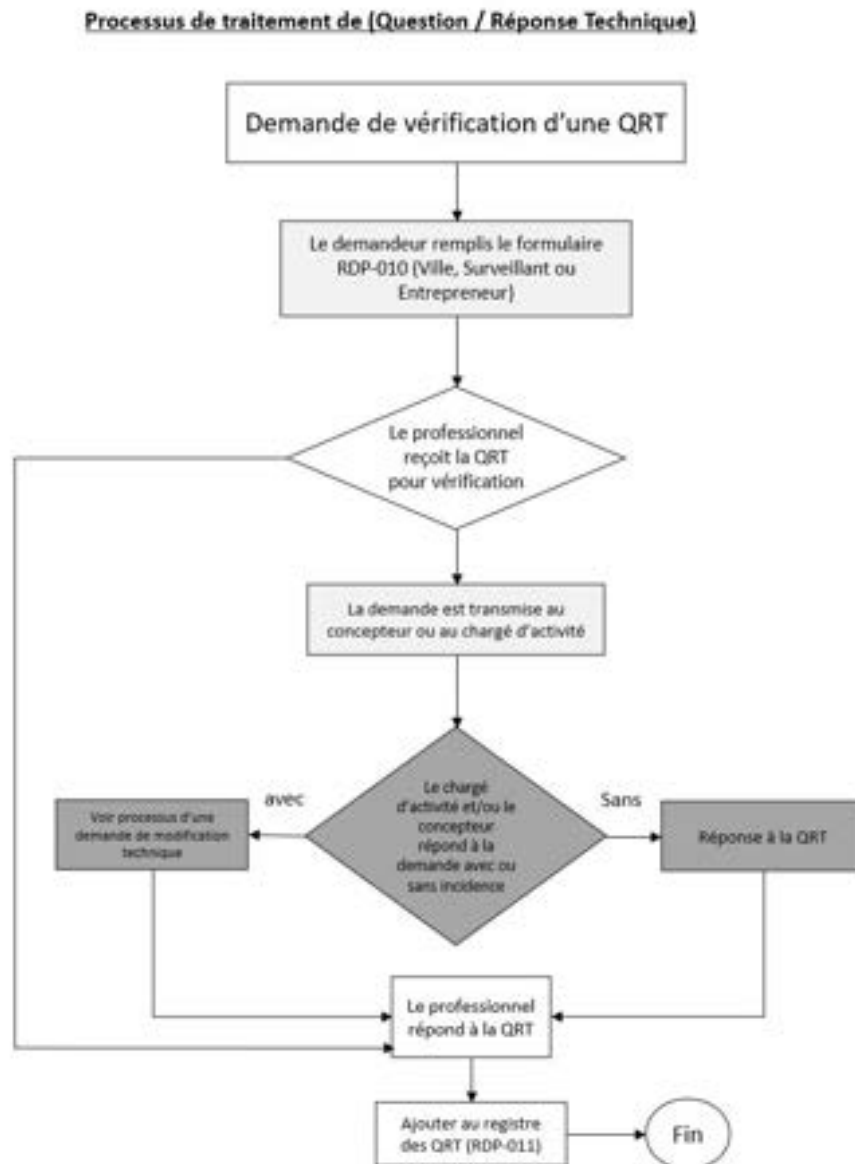 Processus de traitement de (Question / Réponse Technique)
Demande de vérification d'une QRT
Le demandeur remplis le formulaire
RDP-010 (Ville, Surveillant ou
Entrepreneur)
Le professionnel
reçoit la QRT
pour vérification
La demande est transmise au
concepteur ou au chargé d'activité
Le chargé
d'activité et/ou le
concepteur
répond à la
demande avec ou
sans incidence
avec
Sans
Voir processus d'une
demande de modification
technique
Réponse à la QRT
Le professionnel
répond à la QRT
Ajouter au registre
des QRT (RDP-011)
Fin